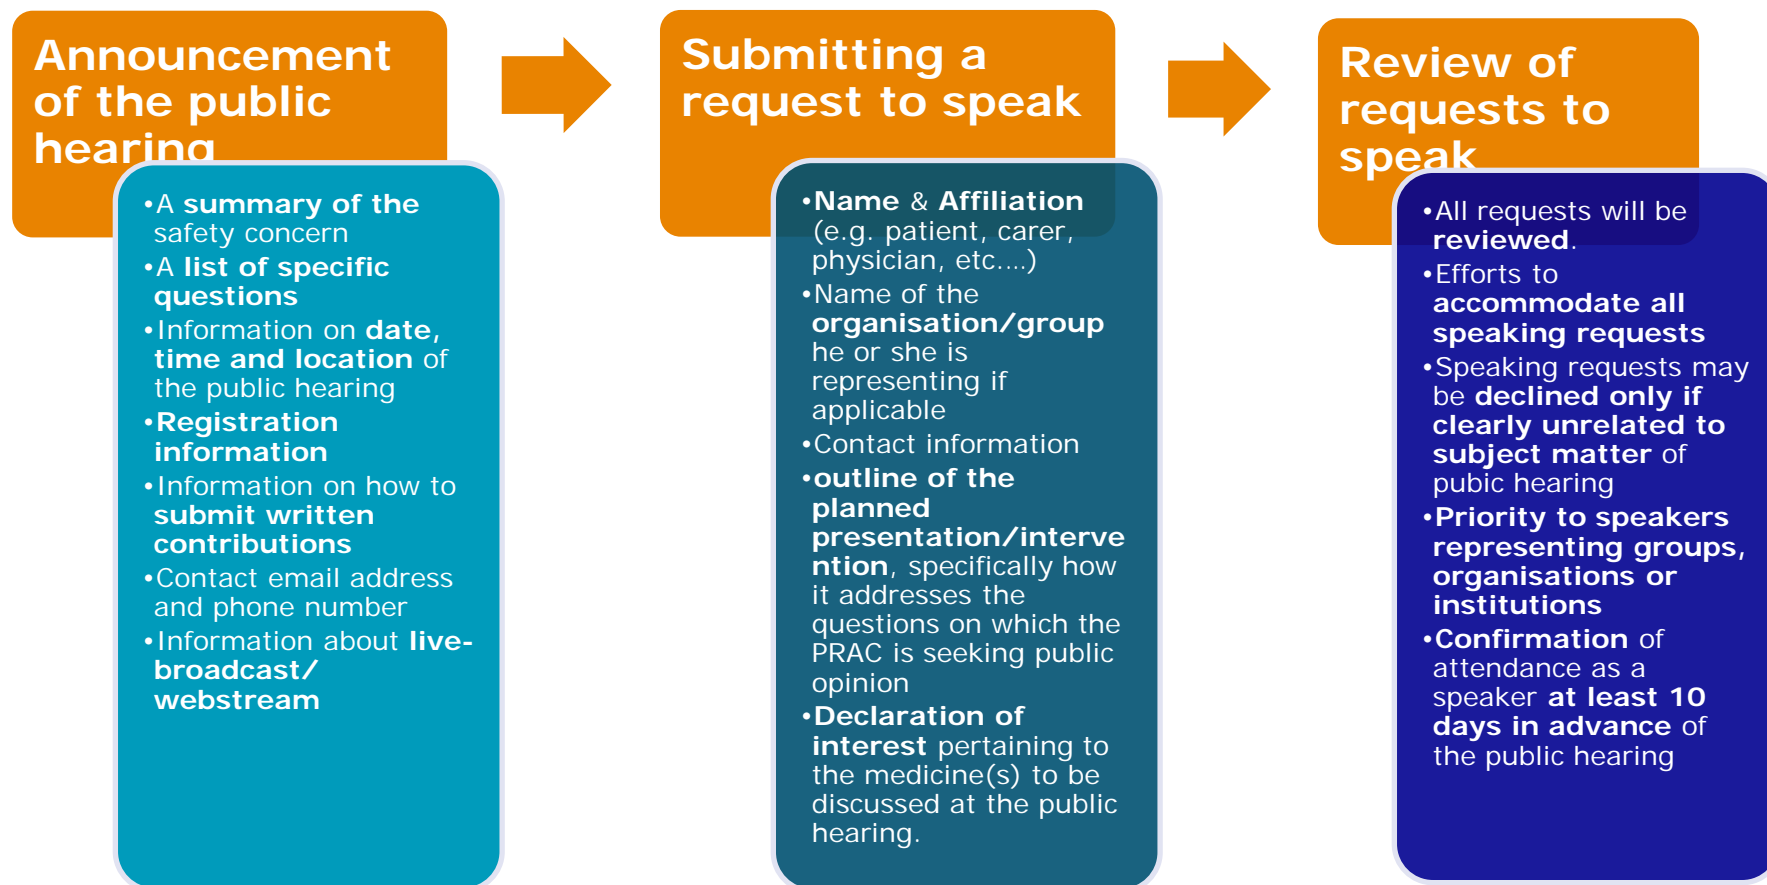 Announcement
of the public
hearing
•A summary of the
safety concern
•A list of specific
questions
•Information on date,
time and location of
the public hearing
•Registration
information
•Information on how to
submit written
contributions
•Contact email address
and phone number
•Information about live-
broadcast/
webstream
Submitting a
request to speak
•Name & Affiliation
(e.g. patient, carer,
physician, etc....)
•Name of the
organisation/group
he or she is
representing if
applicable
•Contact information
•outline of the
planned
presentation/interve
ntion, specifically how
it addresses the
questions on which the
PRAC is seeking public
opinion
•Declaration of
interest pertaining to
the medicine(s) to be
discussed at the public
hearing.
Review of
requests to
speak
•All requests will be
reviewed.
•Efforts to
accommodate all
speaking requests
•Speaking requests may
be declined only if
clearly unrelated to
subject matter of
pubic hearing
•Priority to speakers
representing groups,
organisations or
institutions
•Confirmation of
attendance as a
speaker at least 10
days in advance of
the public hearing